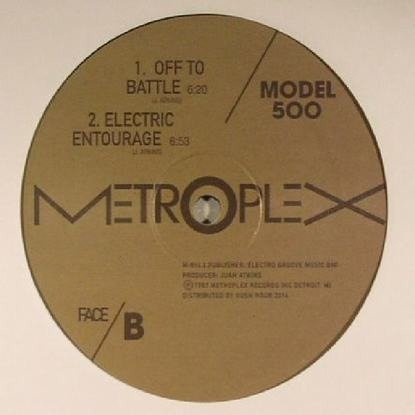 1. OFF TO
BATTLE 6:20
(J. ATKINS)
2. ELECTRIC
ENTOURAGE 6:53
(J. ATKINS)
MODEL
500
METROPLEX
PUBLISHER: ELECTRO GROOVE MUSIC BMI
PRODUCER: JUAN ATKINS
℗ 1987 METROPLEX RECORDS INC DETROIT MI
DISTRIBUTED BY RUSH HOUR 2014
FACE / B